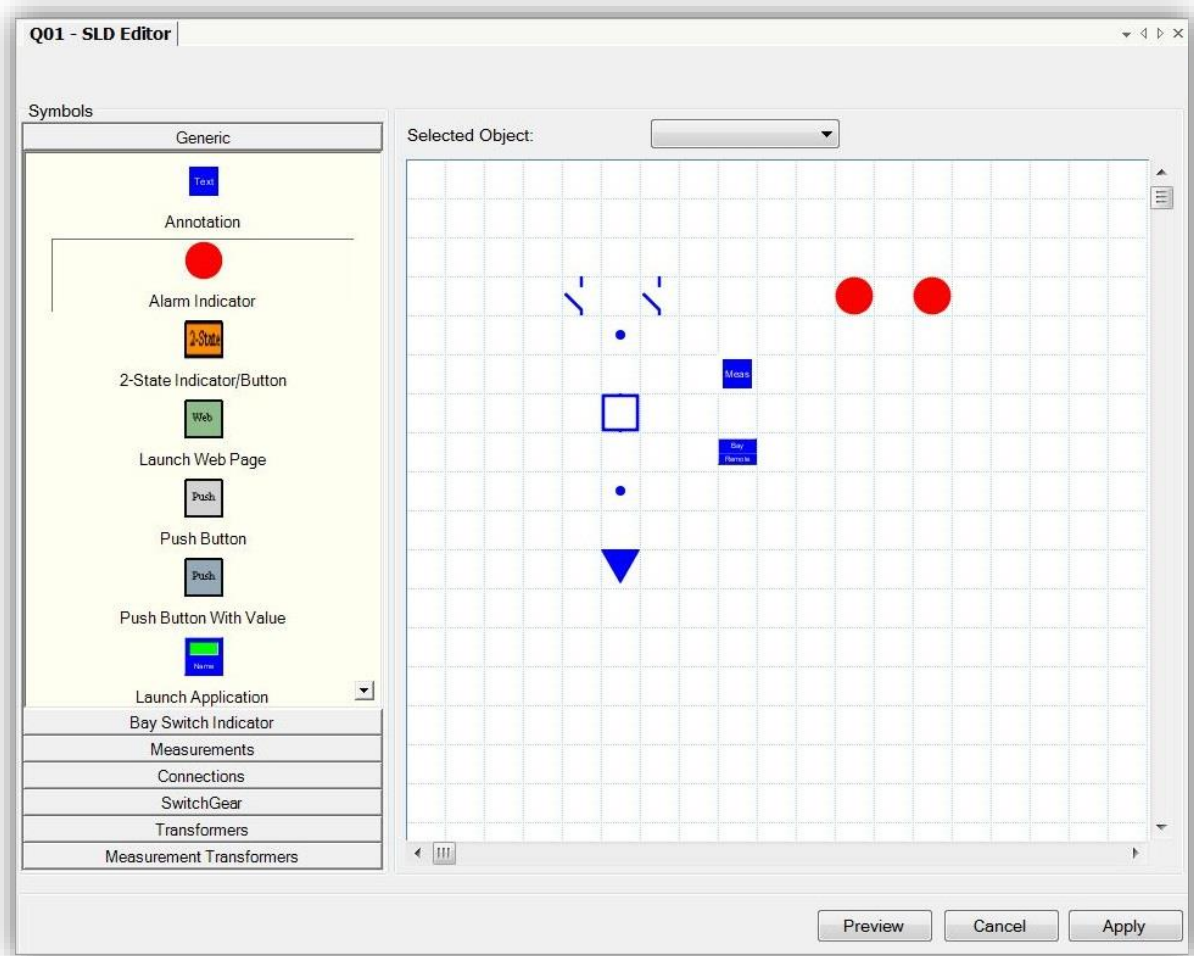 Q01 - SLD Editor
Symbols
Generic
Text
Annotation
Alarm Indicator
2-State
2-State Indicator/Button
Web
Launch Web Page
Push
Push Button
Push
Push Button With Value
Name
Launch Application
Bay Switch Indicator
Measurements
Connections
SwitchGear
Transformers
Measurement Transformers
Selected Object:
Meas
Bay
Remote
Preview
Cancel
Apply